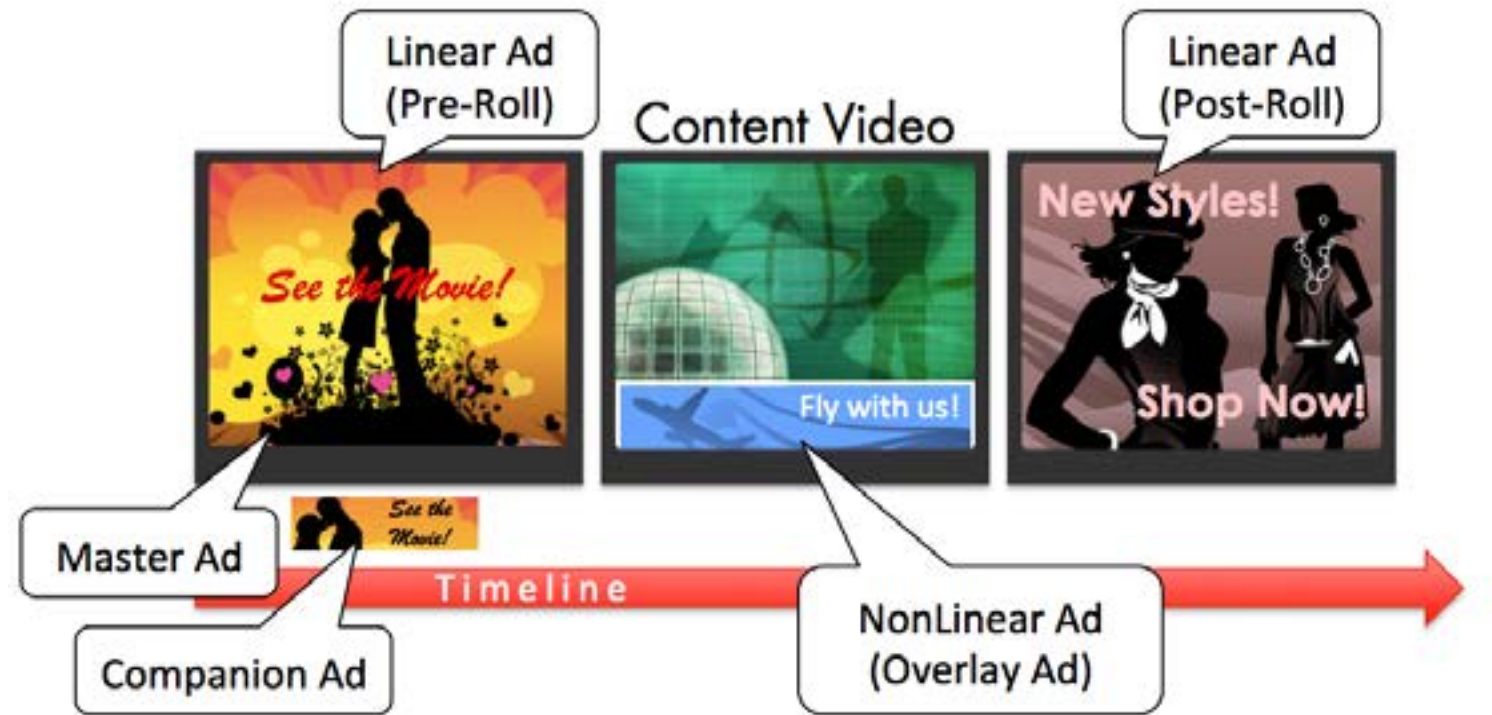 Linear Ad
(Pre-Roll)
Content Video
Linear Ad
(Post-Roll)
See the Movie!
Fly with us!
New Styles!
Shop Now!
Master Ad
See the
Movie!
Timeline
Companion Ad
NonLinear Ad
(Overlay Ad)